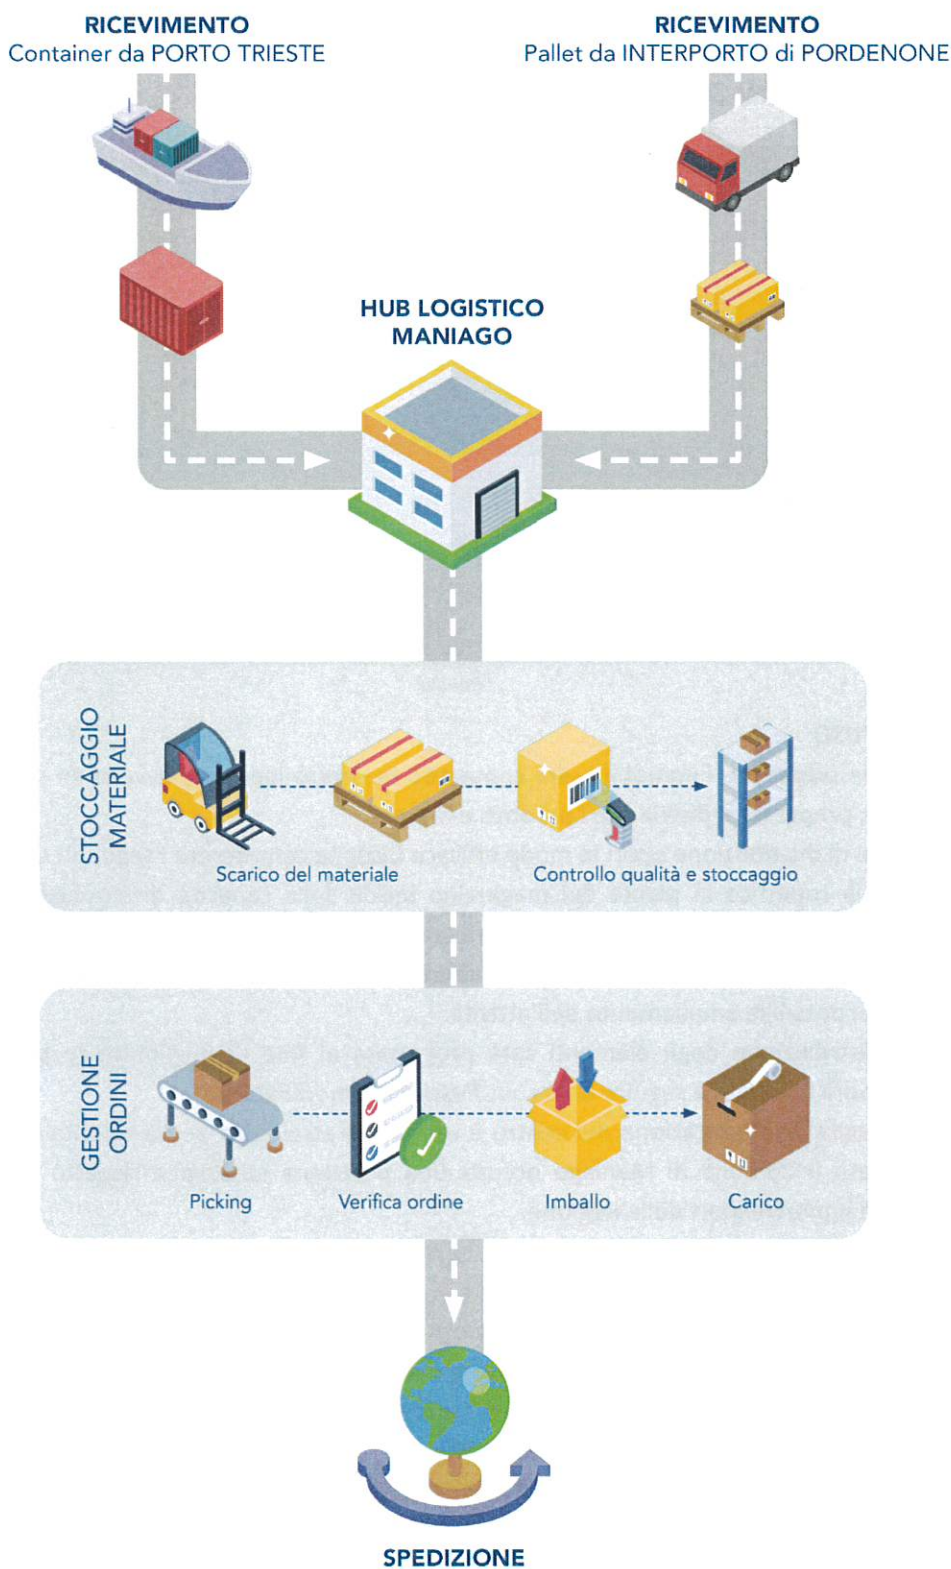 RICEVIMENTO
Container da PORTO TRIESTE
RICEVIMENTO
Pallet da INTERPORTO di PORDENONE
HUB LOGISTICO
MANIAGO
STOCCAGGIO
MATERIALE
Scarico del materiale
Controllo qualità e stoccaggio
GESTIONE
ORDINI
Picking
Verifica ordine
Imballo
Carico
SPEDIZIONE